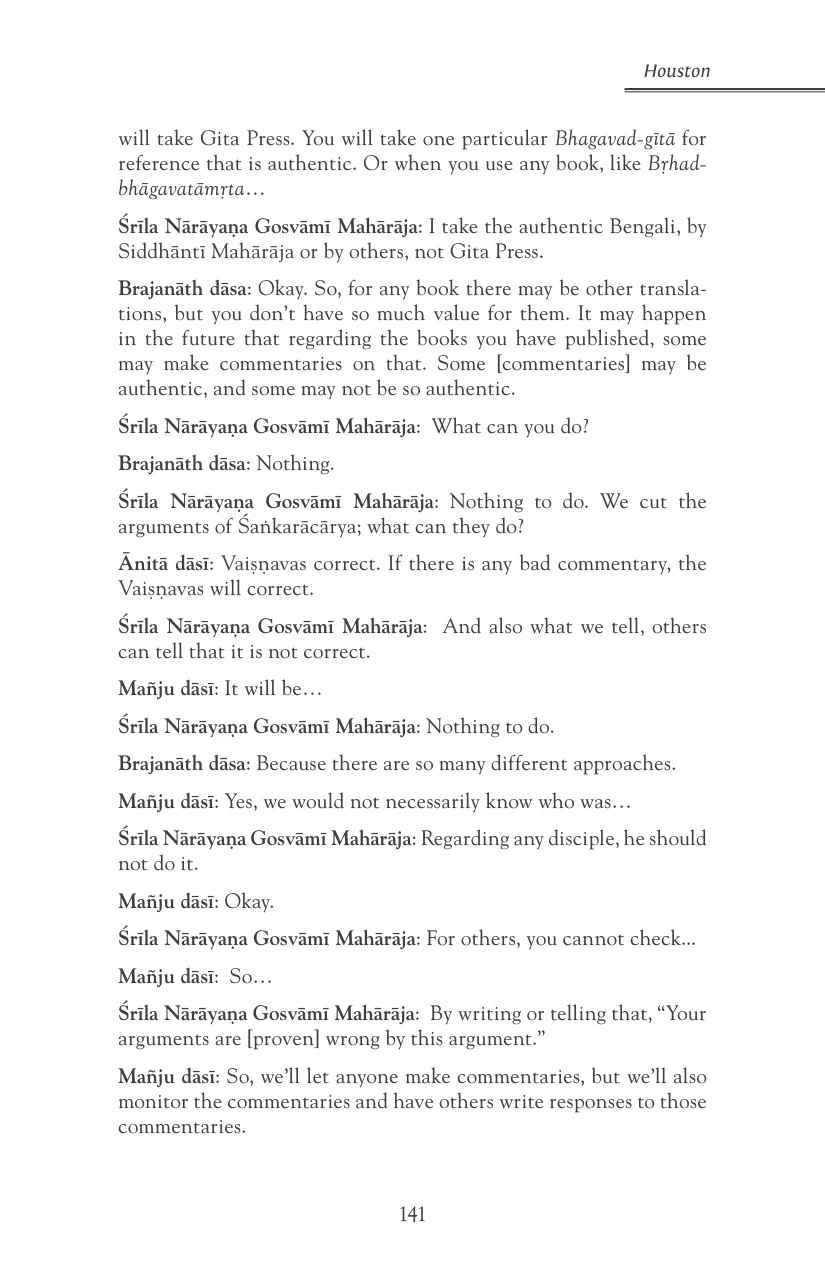 Houston
will take Gita Press. You will take one particular Bhagavad-gītā for
reference that is authentic. Or when you use any book, like Bṛhad-
bhāgavatāmṛta…
Śrīla Nārāyaṇa Gosvāmī Mahārāja: I take the authentic Bengali, by
Siddhāntī Mahārāja or by others, not Gita Press.
Brajanāth dāsa: Okay. So, for any book there may be other transla-
tions, but you don’t have so much value for them. It may happen
in the future that regarding the books you have published, some
may make commentaries on that. Some [commentaries] may be
authentic, and some may not be so authentic.
Śrīla Nārāyaṇa Gosvāmī Mahārāja:  What can you do?
Brajanāth dāsa: Nothing.
Śrīla Nārāyaṇa Gosvāmī Mahārāja: Nothing to do. We cut the
arguments of Śaṅkarācārya; what can they do?
Ānitā dāsī: Vaiṣṇavas correct. If there is any bad commentary, the
Vaiṣṇavas will correct.
Śrīla Nārāyaṇa Gosvāmī Mahārāja:  And also what we tell, others
can tell that it is not correct.
Mañju dāsī: It will be…
Śrīla Nārāyaṇa Gosvāmī Mahārāja: Nothing to do.
Brajanāth dāsa: Because there are so many different approaches.
Mañju dāsī: Yes, we would not necessarily know who was…
Śrīla Nārāyaṇa Gosvāmī Mahārāja: Regarding any disciple, he should
not do it.
Mañju dāsī: Okay.
Śrīla Nārāyaṇa Gosvāmī Mahārāja: For others, you cannot check...
Mañju dāsī:  So…
Śrīla Nārāyaṇa Gosvāmī Mahārāja:  By writing or telling that, “Your
arguments are [proven] wrong by this argument.”
Mañju dāsī: So, we’ll let anyone make commentaries, but we’ll also
monitor the commentaries and have others write responses to those
commentaries.
141